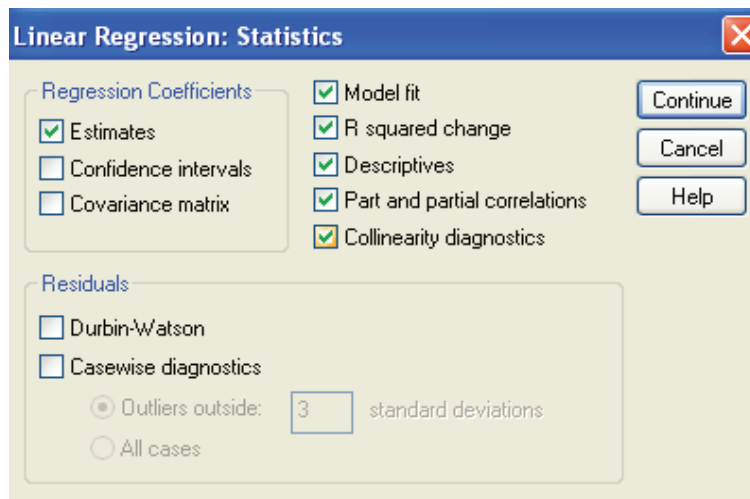 Linear Regression: Statistics
Regression Coefficients
Estimates
Confidence intervals
Covariance matrix
Model fit
R squared change
Descriptives
Part and partial correlations
Collinearity diagnostics
Continue
Cancel
Help
Residuals
Durbin-Watson
Casewise diagnostics
Outliers outside: 3 standard deviations
All cases